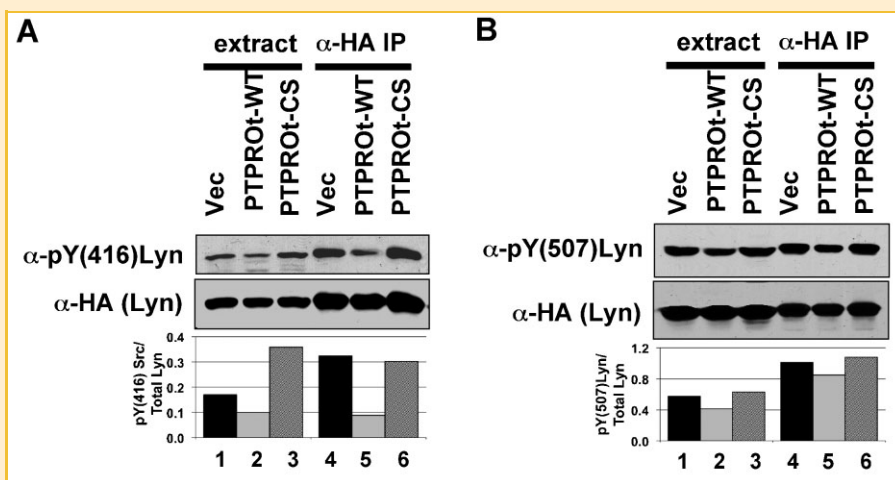 A
extract
α-HA IP
Vec
PTPROt-WT
PTPROt-CS
Vec
PTPROt-WT
PTPROt-CS
α-pY(416)Lyn
α-HA (Lyn)
pY(416) Src/
Total Lyn
0.4
0.3
0.2
0.1
0.0
1 2 3 4 5 6
B
extract
α-HA IP
Vec
PTPROt-WT
PTPROt-CS
Vec
PTPROt-WT
PTPROt-CS
α-pY(507)Lyn
α-HA (Lyn)
pY(507)Lyn/
Total Lyn
1.2
0.8
0.4
0.0
1 2 3 4 5 6